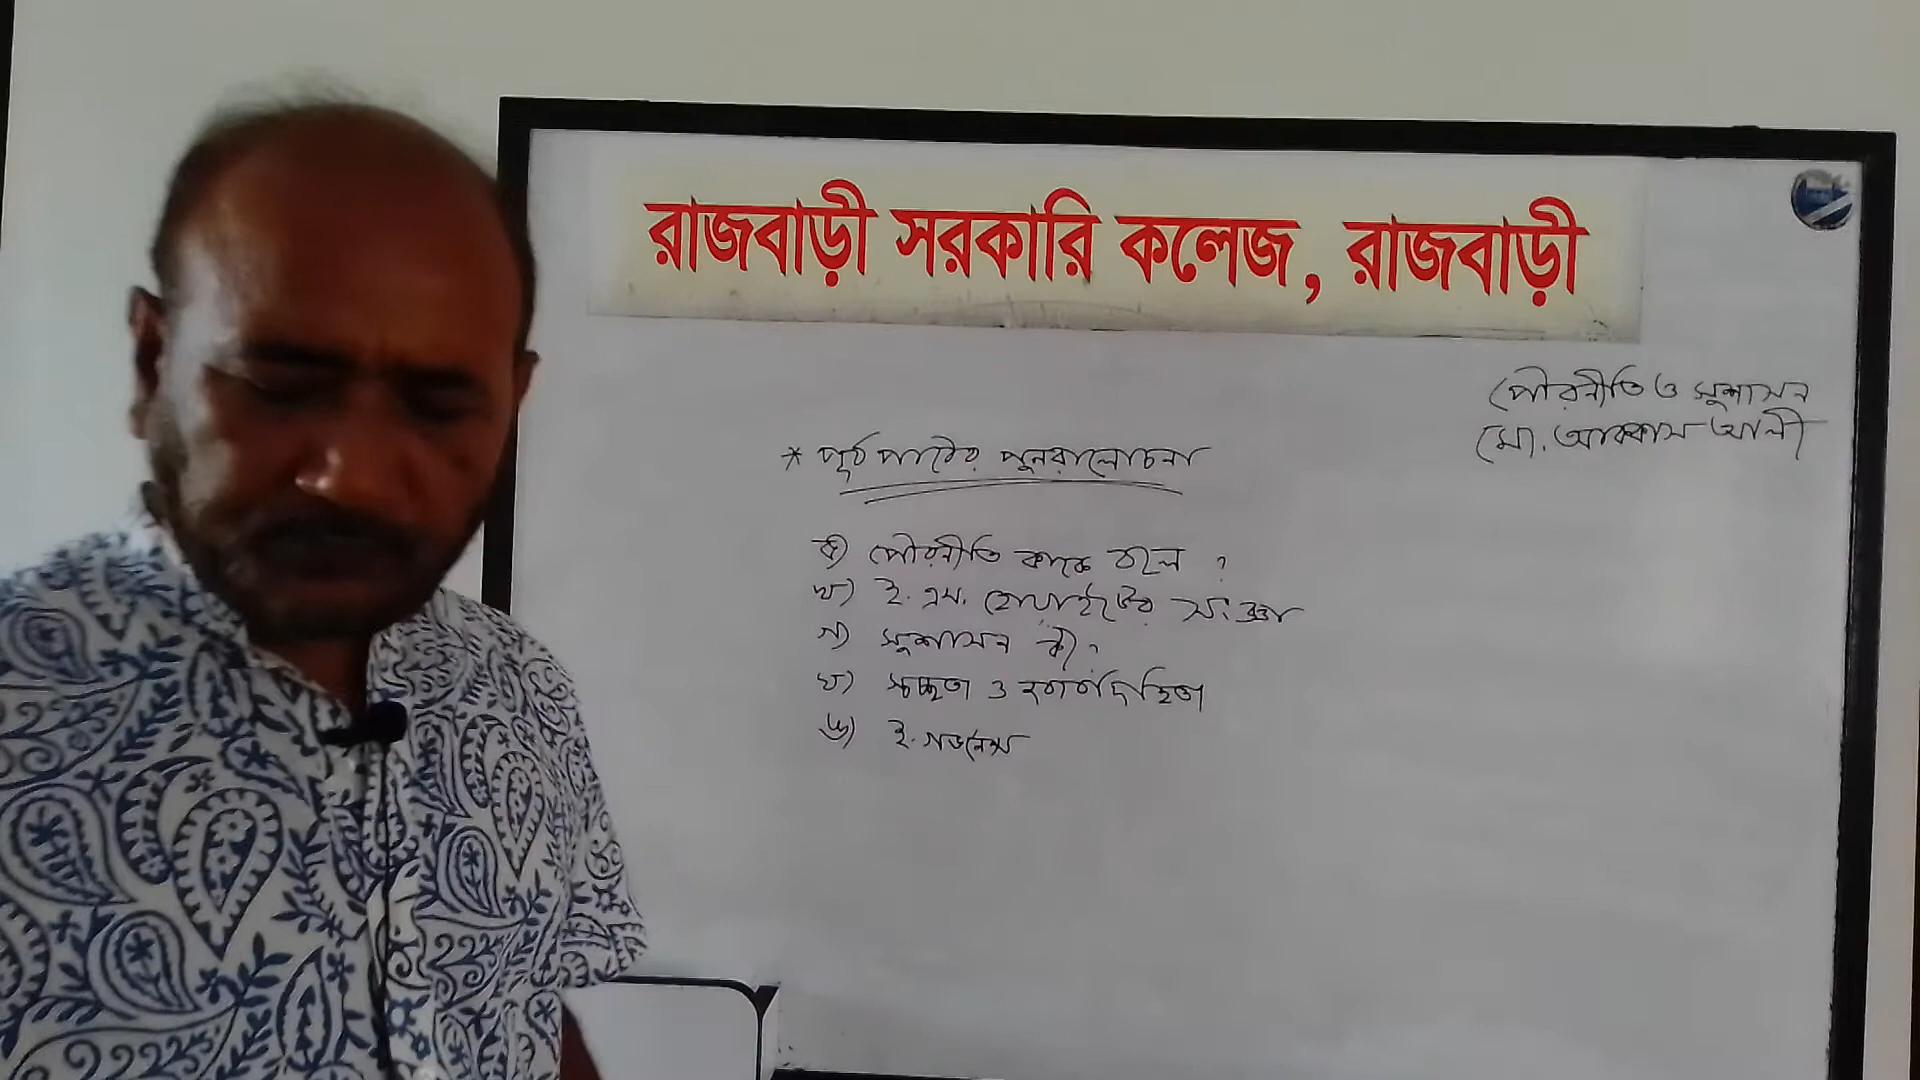 রাজবাড়ী সরকারি কলেজ, রাজবাড়ী
পৌরনীতি ও সুশাসন
মো. আক্কাস আলী
* পূর্ব পাঠের পুনরালোচনা
ক) পৌরনীতি কাকে বলে ?
খ) ই. এম. হোয়াইটের সংজ্ঞা
গ) সুশাসন কী ?
ঘ) স্বচ্ছতা ও জবাবদিহিতা
ঙ) ই. গভর্নেন্স